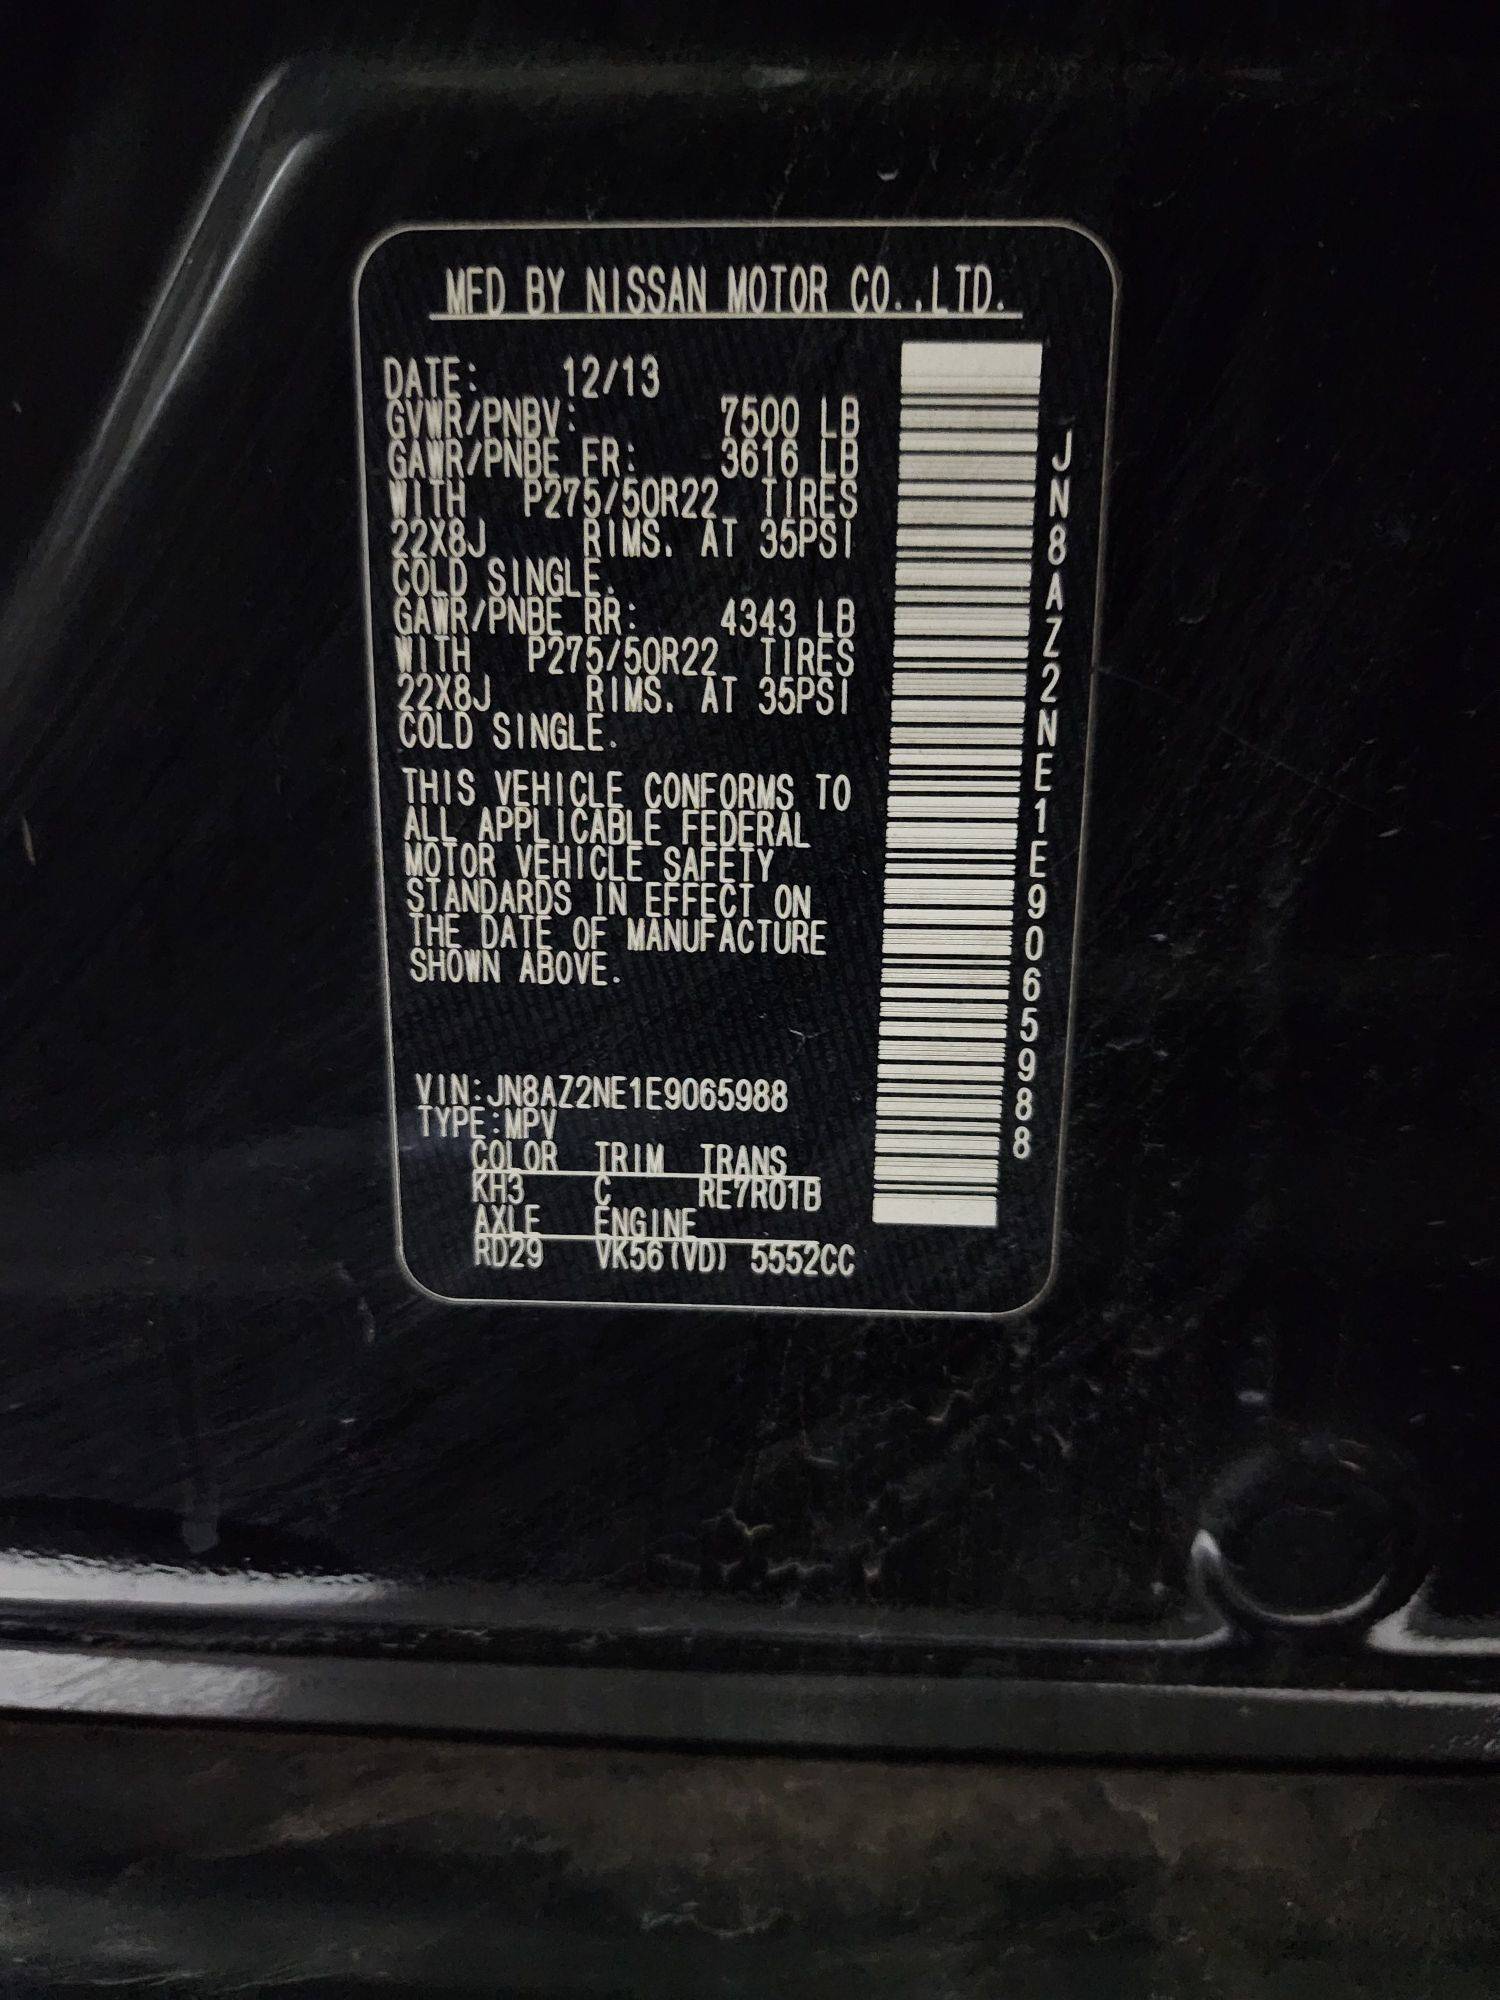 MFD BY NISSAN MOTOR CO.,LTD.
DATE: 12/13
GVWR/PNBV: 7500 LB
GAWR/PNBE FR: 3616 LB
WITH P275/50R22 TIRES
22X8J RIMS. AT 35PSI
COLD SINGLE.
GAWR/PNBE RR: 4343 LB
WITH P275/50R22 TIRES
22X8J RIMS. AT 35PSI
COLD SINGLE.
THIS VEHICLE CONFORMS TO
ALL APPLICABLE FEDERAL
MOTOR VEHICLE SAFETY
STANDARDS IN EFFECT ON
THE DATE OF MANUFACTURE
SHOWN ABOVE.
VIN:JN8AZ2NE1E9065988
TYPE:MPV
COLOR TRIM TRANS
KH3 C RE7R01B
AXLE ENGINE
RD29 VK56(VD) 5552CC
JN8AZ2NE1E9065988